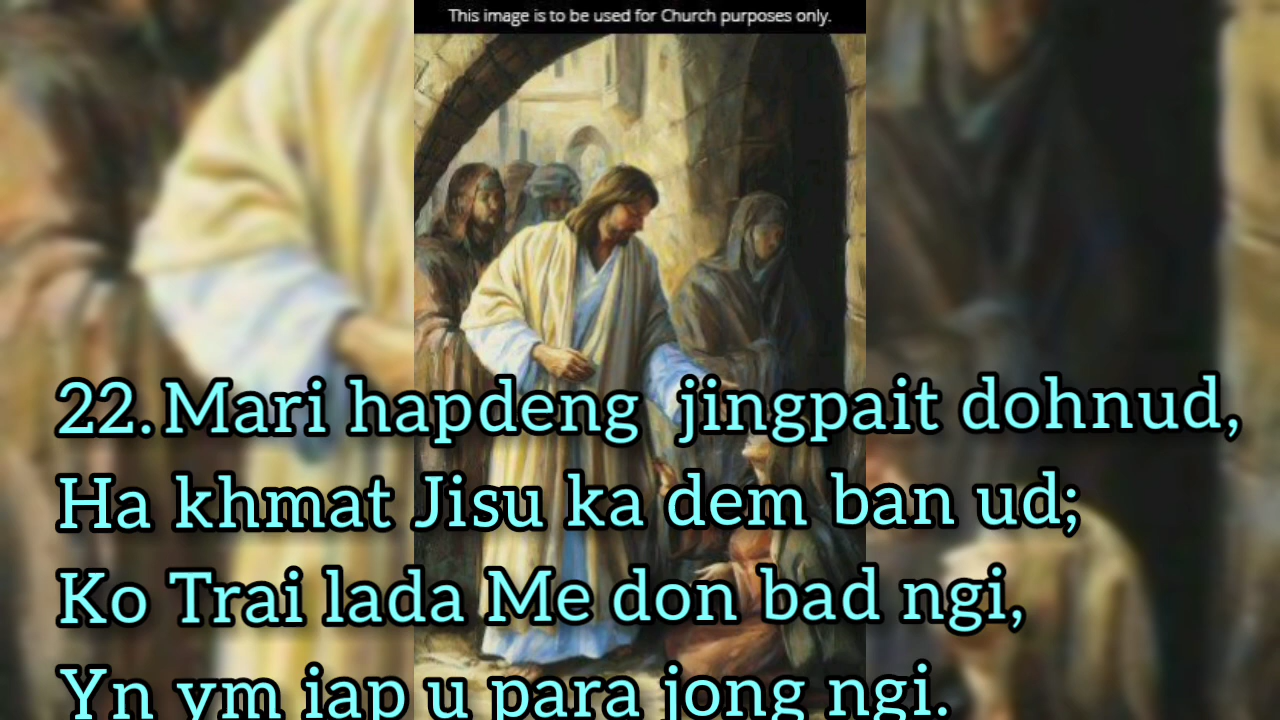 This image is to be used for Church purposes only.
22. Mari hapdeng jingpait dohnud,
Ha khmat Jisu ka dem ban ud;
Ko Trai lada Me don bad ngi,
Yn ym iap u para jong ngi.